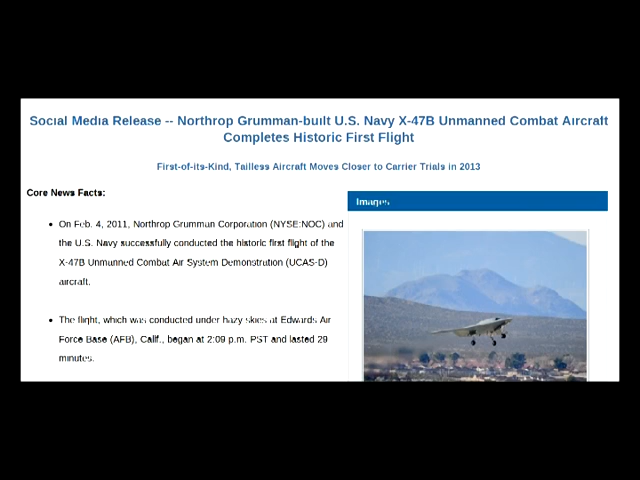 Social Media Release -- Northrop Grumman-built U.S. Navy X-47B Unmanned Combat Aircraft
Completes Historic First Flight
First-of-its-Kind, Tailless Aircraft Moves Closer to Carrier Trials in 2013
Core News Facts:
• On Feb. 4, 2011, Northrop Grumman Corporation (NYSE:NOC) and
the U.S. Navy successfully conducted the historic first flight of the
X-47B Unmanned Combat Air System Demonstration (UCAS-D)
aircraft.
• The flight, which was conducted under hazy skies at Edwards Air
Force Base (AFB), Calif., began at 2:09 p.m. PST and lasted 29
minutes.
Images